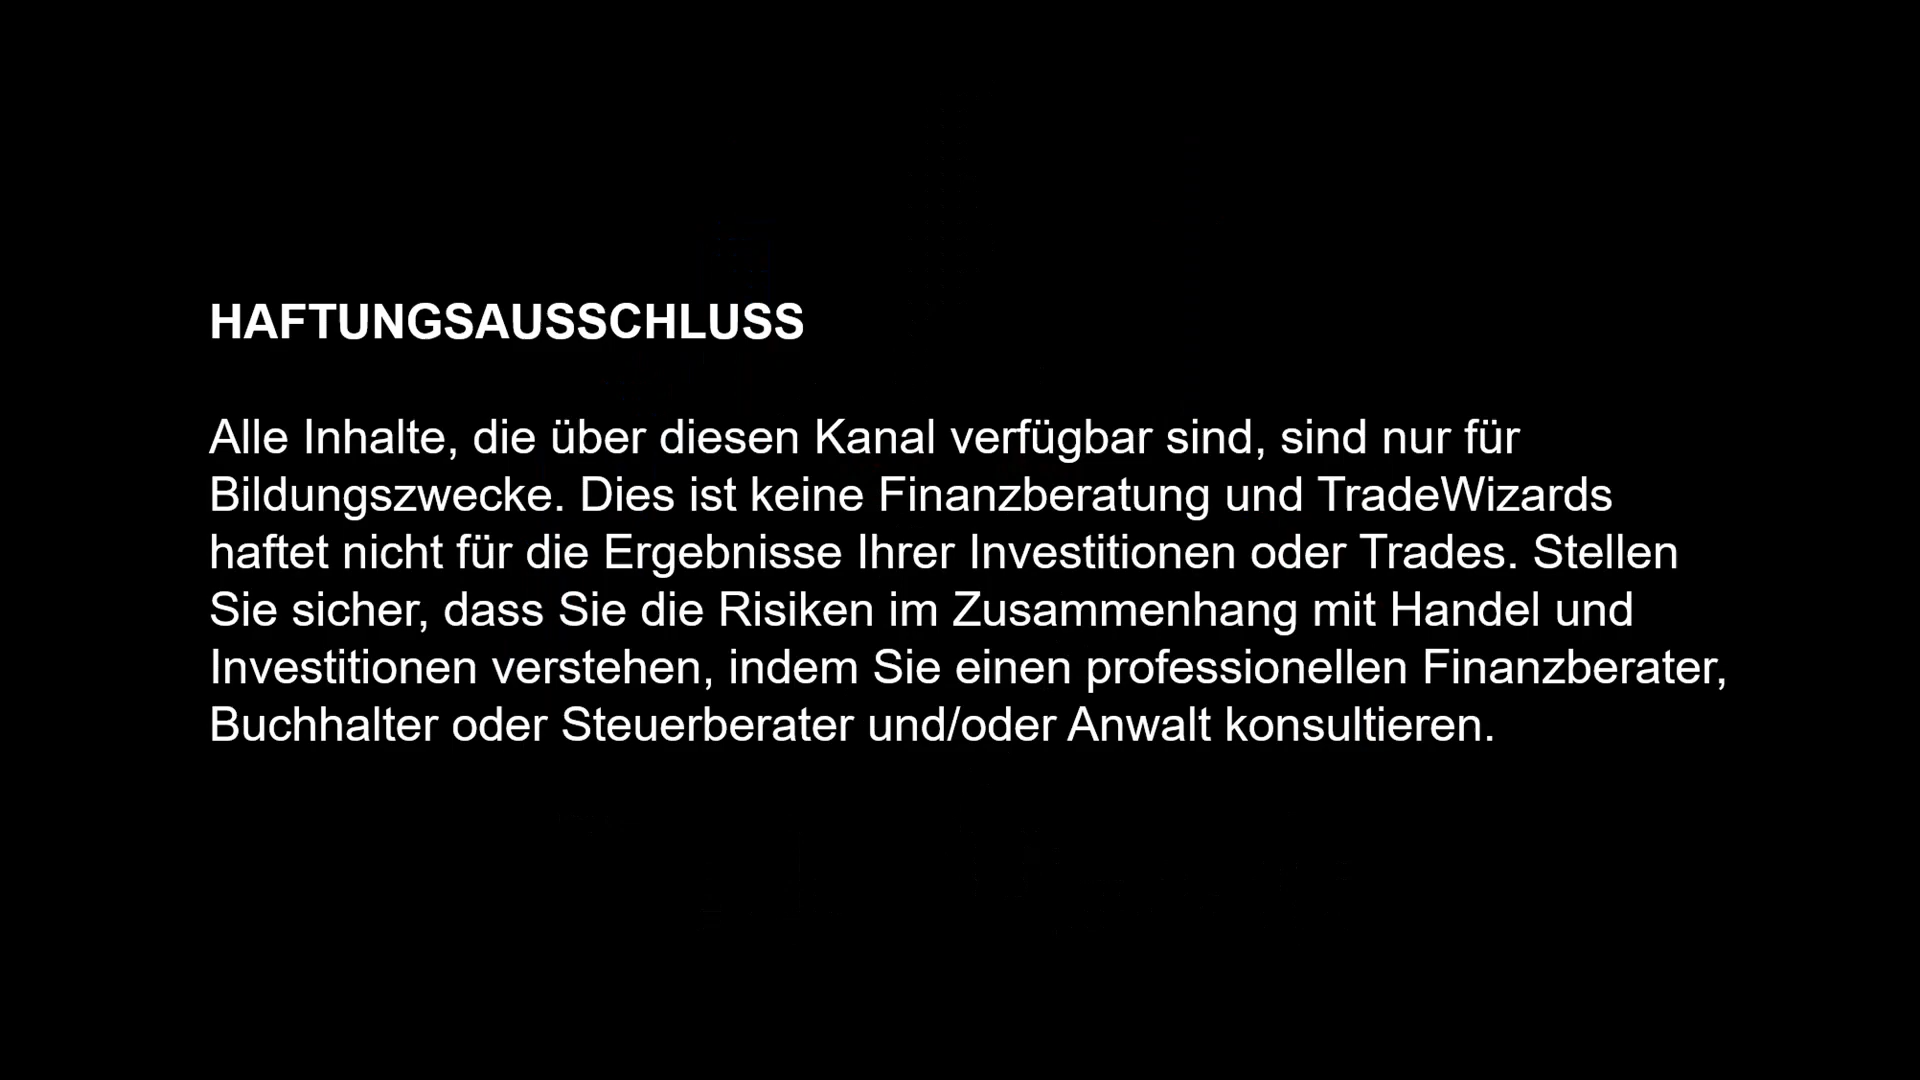 HAFTUNGSAUSSCHLUSS
Alle Inhalte, die über diesen Kanal verfügbar sind, sind nur für
Bildungszwecke. Dies ist keine Finanzberatung und TradeWizards
haftet nicht für die Ergebnisse Ihrer Investitionen oder Trades. Stellen
Sie sicher, dass Sie die Risiken im Zusammenhang mit Handel und
Investitionen verstehen, indem Sie einen professionellen Finanzberater,
Buchhalter oder Steuerberater und/oder Anwalt konsultieren.